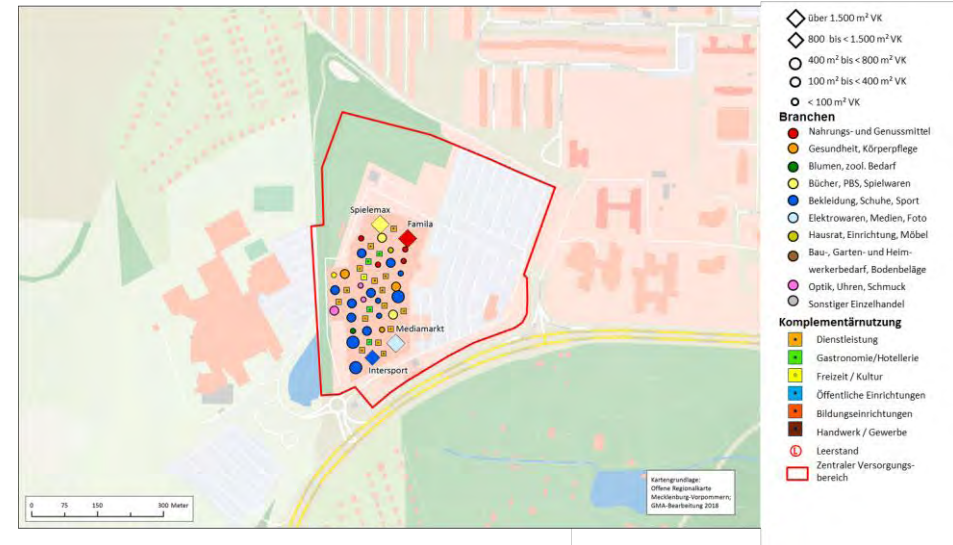 Spielemax
Famila
Mediamarkt
Intersport
0 75 150 300 Meter
Kartengrundlage:
Offene Regionalkarte
Mecklenburg-Vorpommern;
GMA-Bearbeitung 2018
über 1.500 m² VK
800 bis < 1.500 m² VK
400 m² bis < 800 m² VK
100 m² bis < 400 m² VK
< 100 m² VK
Branchen
Nahrungs- und Genussmittel
Gesundheit, Körperpflege
Blumen, zool. Bedarf
Bücher, PBS, Spielwaren
Bekleidung, Schuhe, Sport
Elektrowaren, Medien, Foto
Hausrat, Einrichtung, Möbel
Bau-, Garten- und Heim-
werkerbedarf, Bodenbeläge
Optik, Uhren, Schmuck
Sonstiger Einzelhandel
Komplementärnutzung
Dienstleistung
Gastronomie/Hotellerie
Freizeit / Kultur
Öffentliche Einrichtungen
Bildungseinrichtungen
Handwerk / Gewerbe
L Leerstand
Zentraler Versorgungs-
bereich